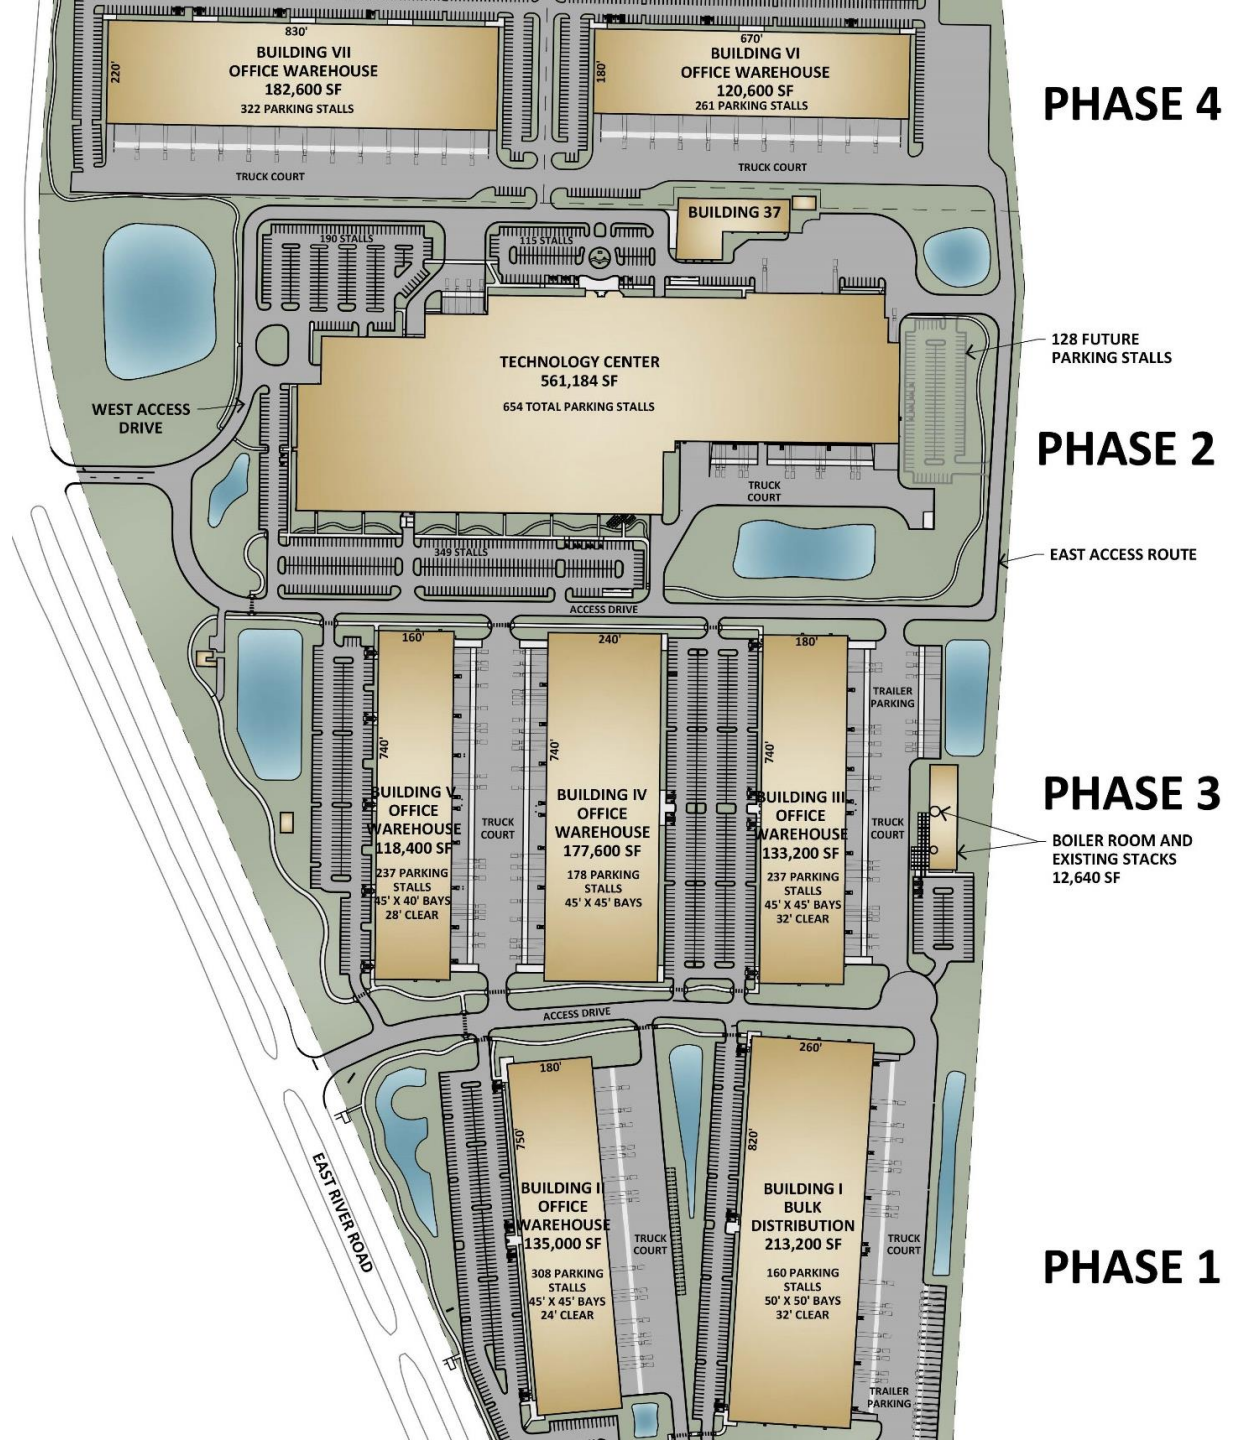 830'
220'
BUILDING VII
OFFICE WAREHOUSE
182,600 SF
322 PARKING STALLS
TRUCK COURT
670'
180'
BUILDING VI
OFFICE WAREHOUSE
120,600 SF
261 PARKING STALLS
TRUCK COURT
PHASE 4
BUILDING 37
190 STALLS
115 STALLS
TECHNOLOGY CENTER
561,184 SF
654 TOTAL PARKING STALLS
128 FUTURE
PARKING STALLS
WEST ACCESS
DRIVE
PHASE 2
TRUCK
COURT
349 STALLS
EAST ACCESS ROUTE
ACCESS DRIVE
160'
740'
BUILDING V
OFFICE
WAREHOUSE
118,400 SF
237 PARKING
STALLS
45' X 40' BAYS
28' CLEAR
TRUCK
COURT
240'
740'
BUILDING IV
OFFICE
WAREHOUSE
177,600 SF
178 PARKING
STALLS
45' X 45' BAYS
180'
740'
BUILDING III
OFFICE
WAREHOUSE
133,200 SF
237 PARKING
STALLS
45' X 45' BAYS
32' CLEAR
TRAILER
PARKING
TRUCK
COURT
PHASE 3
BOILER ROOM AND
EXISTING STACKS
12,640 SF
ACCESS DRIVE
180'
750'
BUILDING II
OFFICE
WAREHOUSE
135,000 SF
308 PARKING
STALLS
45' X 45' BAYS
24' CLEAR
TRUCK
COURT
260'
820'
BUILDING I
BULK
DISTRIBUTION
213,200 SF
160 PARKING
STALLS
50' X 50' BAYS
32' CLEAR
TRUCK
COURT
TRAILER
PARKING
EAST RIVER ROAD
PHASE 1